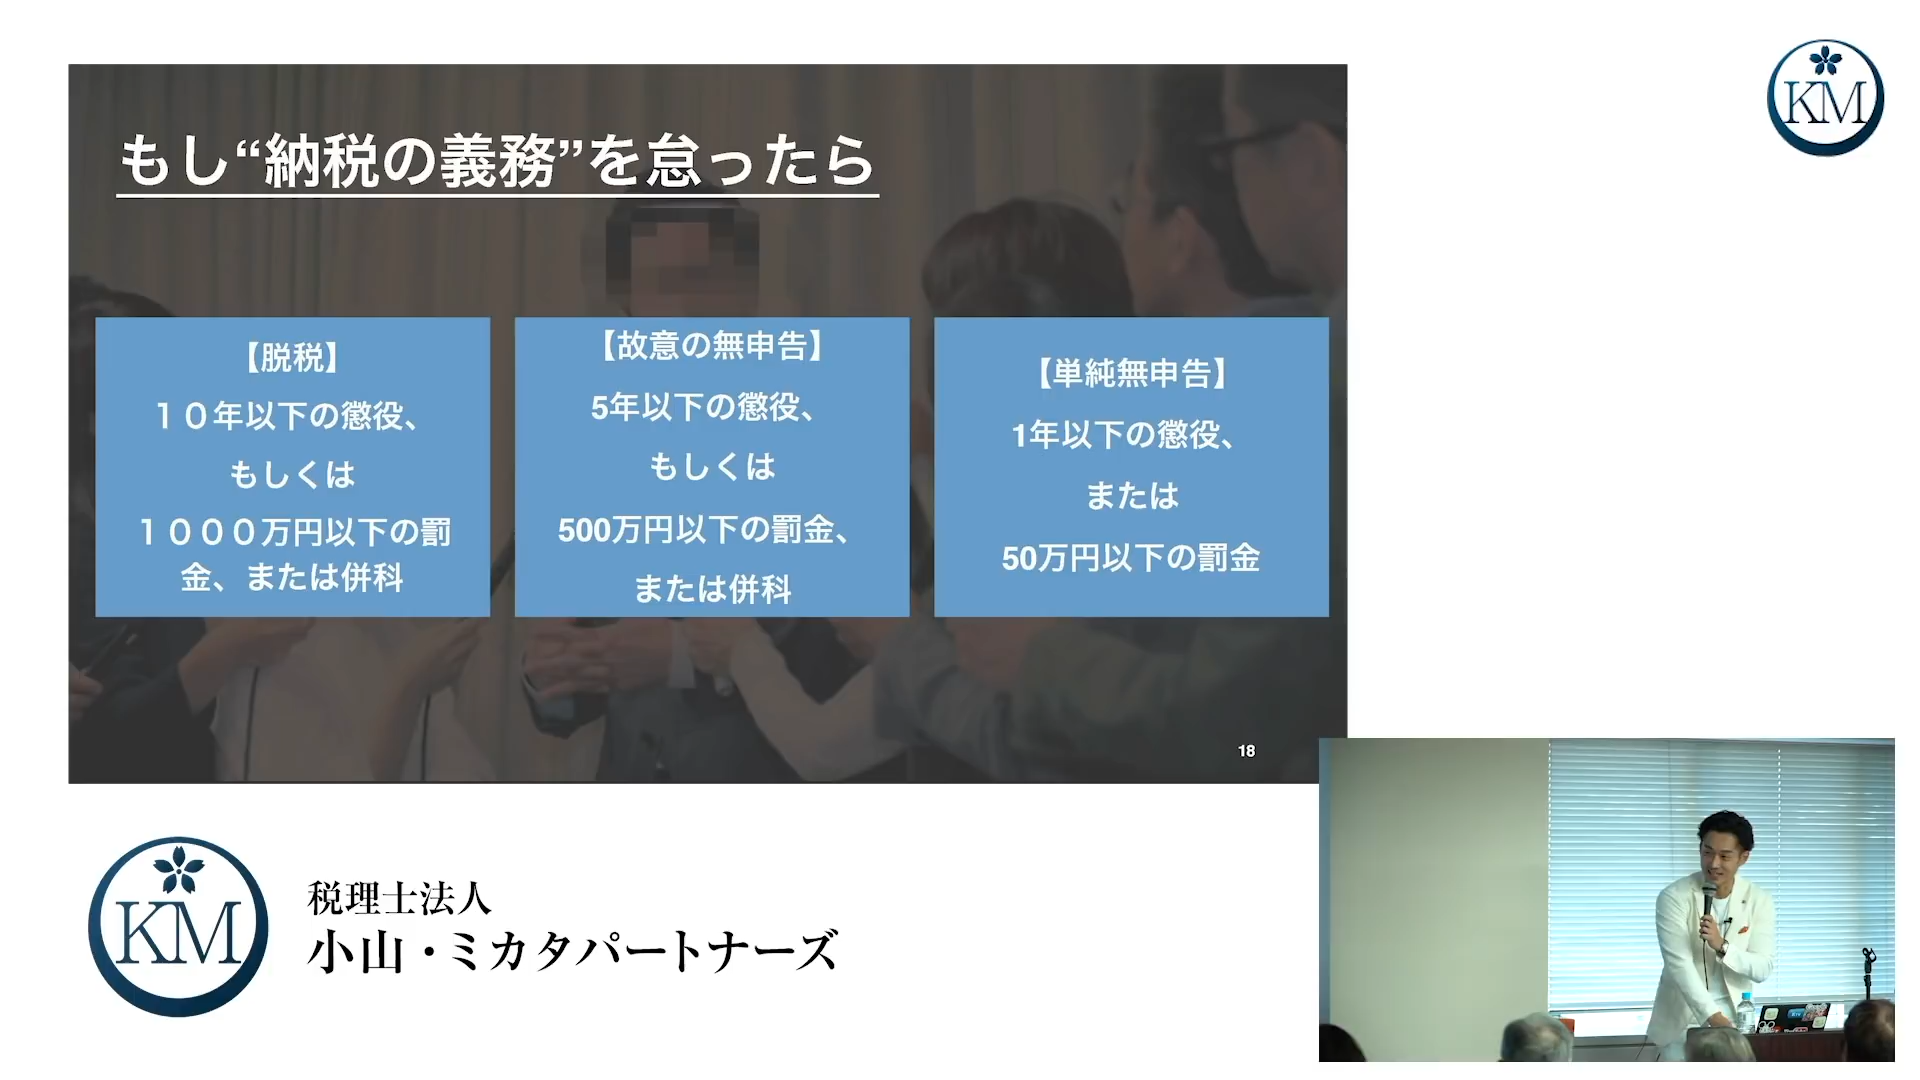 KM
もし“納税の義務”を怠ったら
【脱税】
１０年以下の懲役、
もしくは
１０００万円以下の罰
金、または併科
【故意の無申告】
5年以下の懲役、
もしくは
500万円以下の罰金、
または併科
【単純無申告】
1年以下の懲役、
または
50万円以下の罰金
18
KM
税理士法人
小山・ミカタパートナーズ